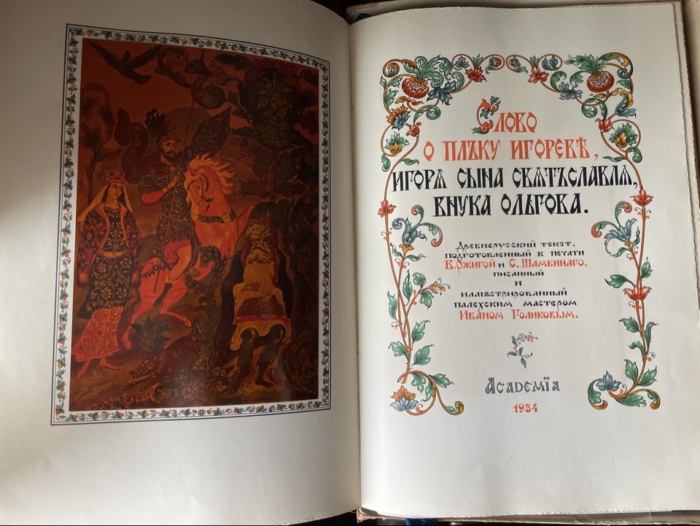 Слово
о плъку Игоревѣ,
Игоря сына Святъславля,
внука Ольгова.
Древнерусский текст,
подготовленный к печати
В. Ржигой и С. Шамбинаго,
писанный
и
иллюстрированный
палехским мастером
Иваном Голиковым.
Academïa
1934